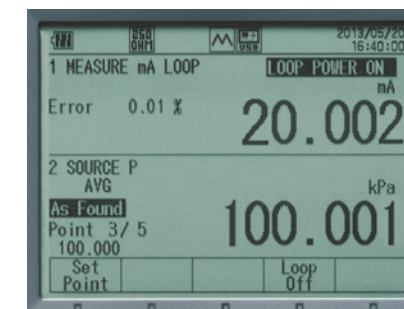 250 OHM USB 2013/05/20
16:40:00
1 MEASURE mA LOOP LOOP POWER ON
mA
Error 0.01 % 20.002
2 SOURCE P
AVG kPa
As Found 100.001
Point 3/ 5
100.000
Set Point Loop Off